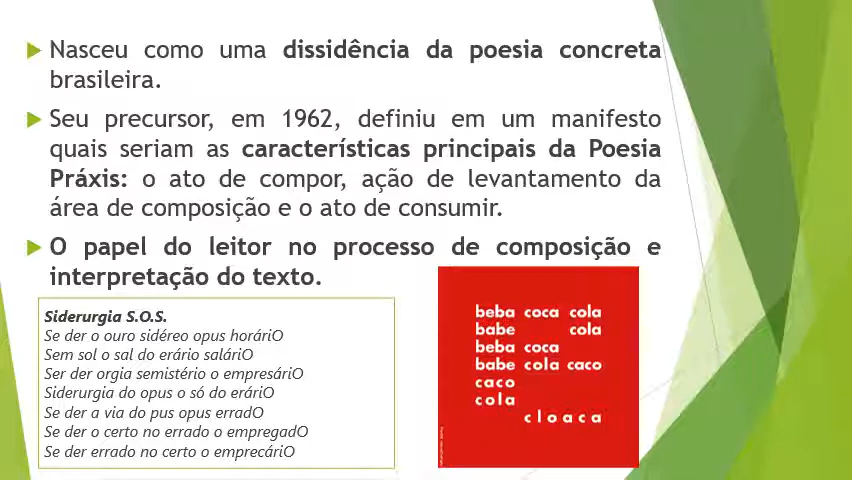 Nasceu como uma dissidência da poesia concreta
brasileira.
Seu precursor, em 1962, definiu em um manifesto
quais seriam as características principais da Poesia
Práxis: o ato de compor, ação de levantamento da
área de composição e o ato de consumir.
O papel do leitor no processo de composição e
interpretação do texto.
Siderurgia S.O.S.
Se der o ouro sidéreo opus horáriO
Sem sol o sal do erário saláriO
Ser der orgia semistério o empresáriO
Siderurgia do opus o só do eráriO
Se der a via do pus opus erradO
Se der o certo no errado o empregadO
Se der errado no certo o emprecáriO
beba coca cola
babe cola
beba coca
babe cola caco
caco
cola
cloaca